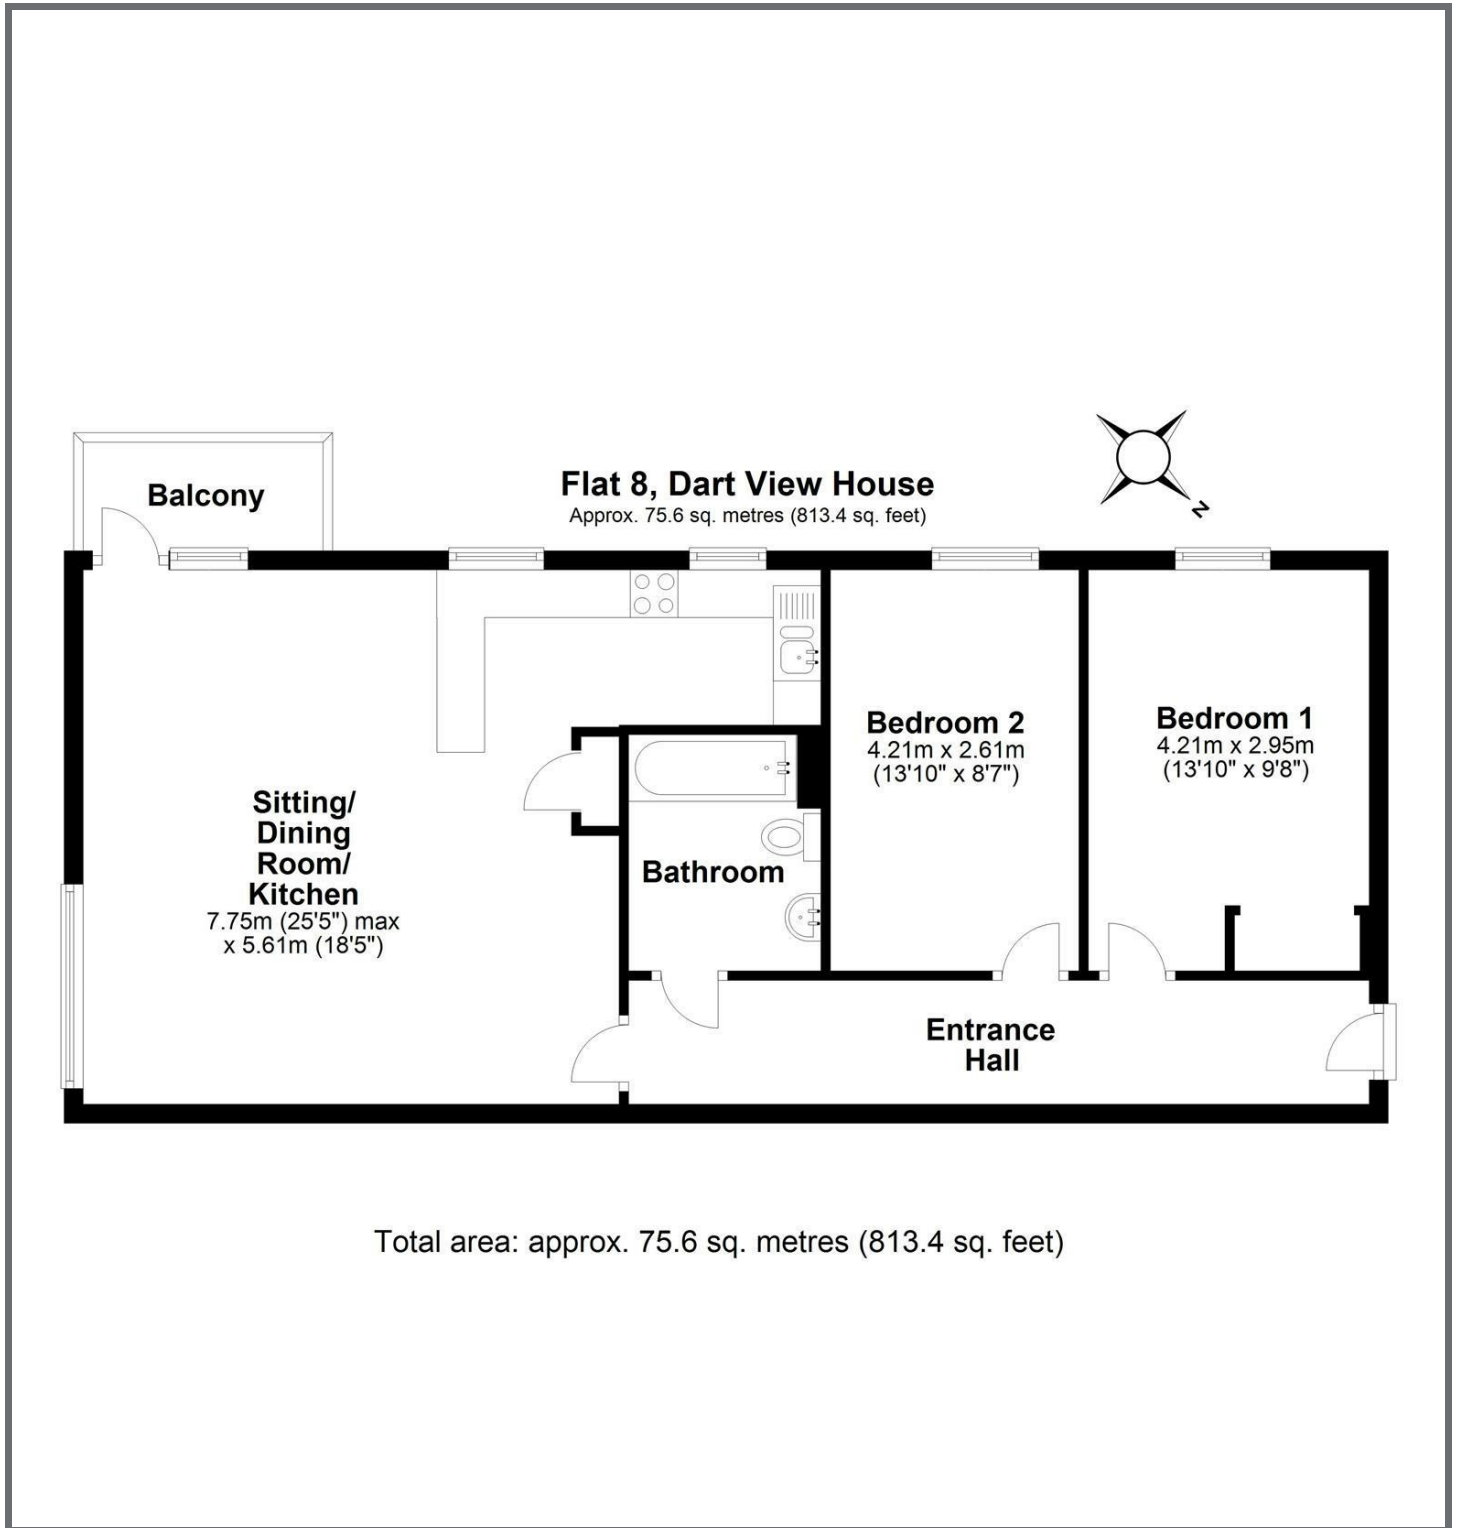 Balcony
Flat 8, Dart View House
Approx. 75.6 sq. metres (813.4 sq. feet)
N
Bedroom 2
4.21m x 2.61m
(13'10" x 8'7")
Bedroom 1
4.21m x 2.95m
(13'10" x 9'8")
Sitting/
Dining
Room/
Kitchen
7.75m (25'5") max
x 5.61m (18'5")
Bathroom
Entrance
Hall
Total area: approx. 75.6 sq. metres (813.4 sq. feet)